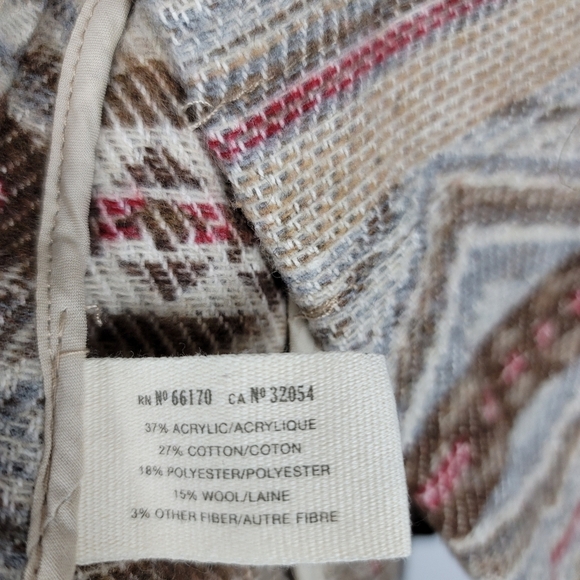 RN Nº 66170 CA Nº 32054
37% ACRYLIC/ACRYLIQUE
27% COTTON/COTON
18% POLYESTER/POLYESTER
15% WOOL/LAINE
3% OTHER FIBER/AUTRE FIBRE